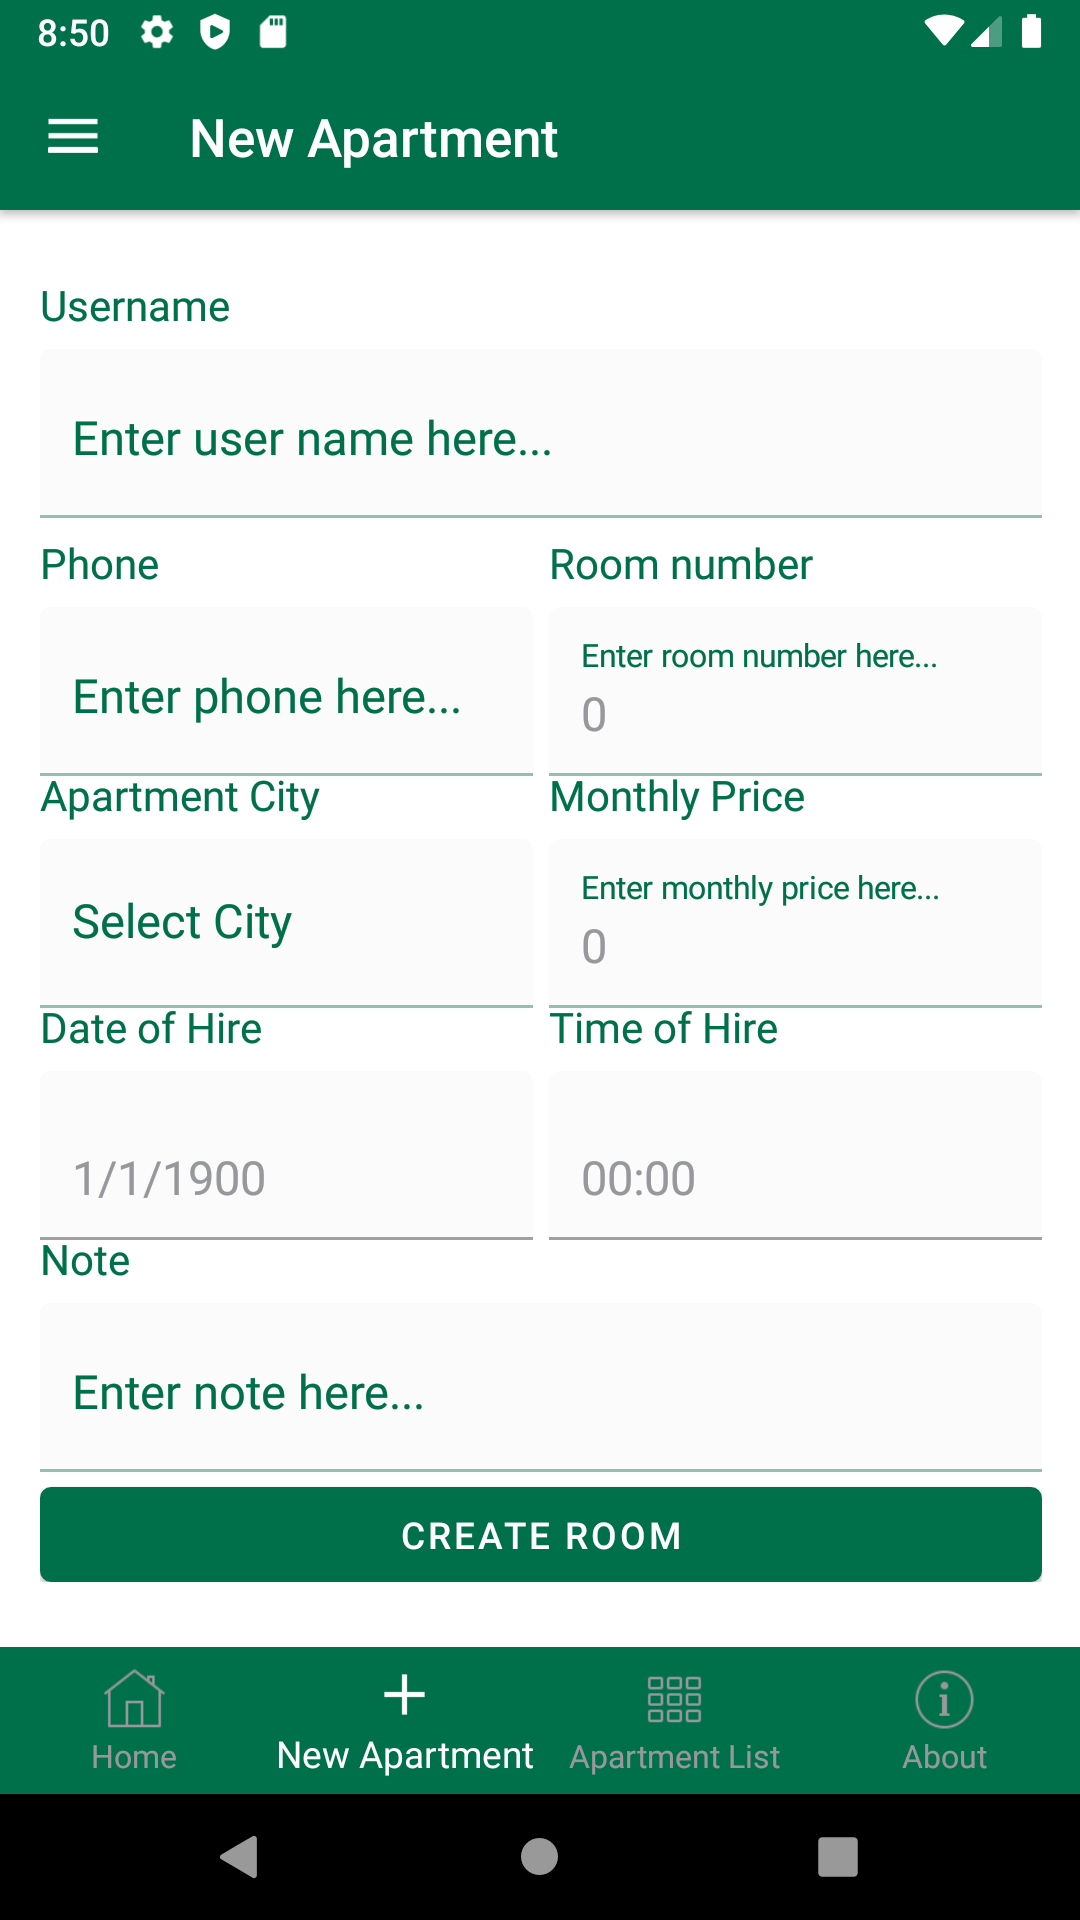 8:50
New Apartment
Username
Enter user name here...
Phone
Room number
Enter phone here...
Enter room number here...
0
Apartment City
Monthly Price
Select City
Enter monthly price here...
0
Date of Hire
Time of Hire
1/1/1900
00:00
Note
Enter note here...
CREATE ROOM
Home
New Apartment
Apartment List
About